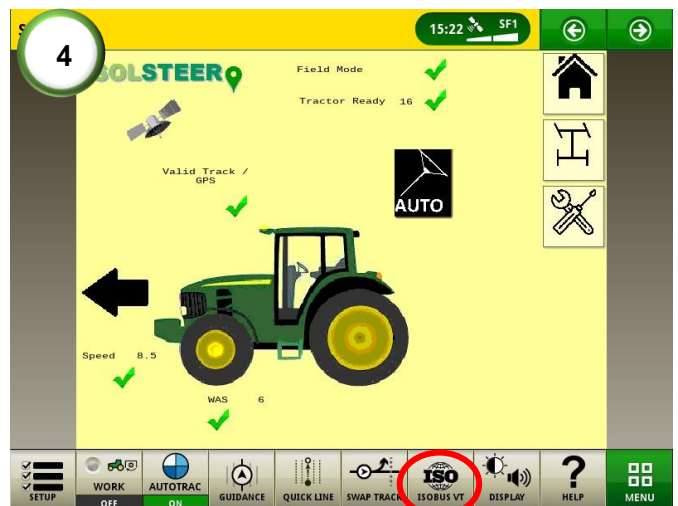 4
15:22 SF1
SOLSTEER
Field Mode
Tractor Ready 16
Valid Track /
GPS
AUTO
Speed 8.5
WAS 6
SETUP
WORK
OFF
AUTOTRAC
ON
GUIDANCE
QUICK LINE
SWAP TRACK
ISO
ISOBUS VT
DISPLAY
?
HELP
MENU